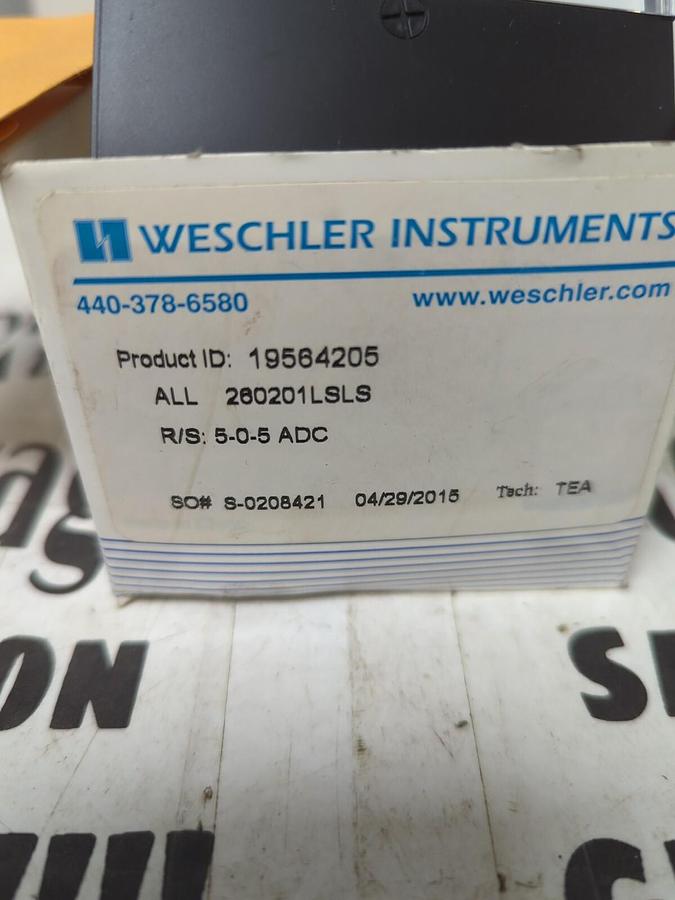 WESCHLER INSTRUMENTS
440-378-6580 www.weschler.com
Product ID: 19564205
ALL 260201LSLS
R/S: 5-0-5 ADC
SO# S-0208421 04/29/2015 Tech: TEA
ON